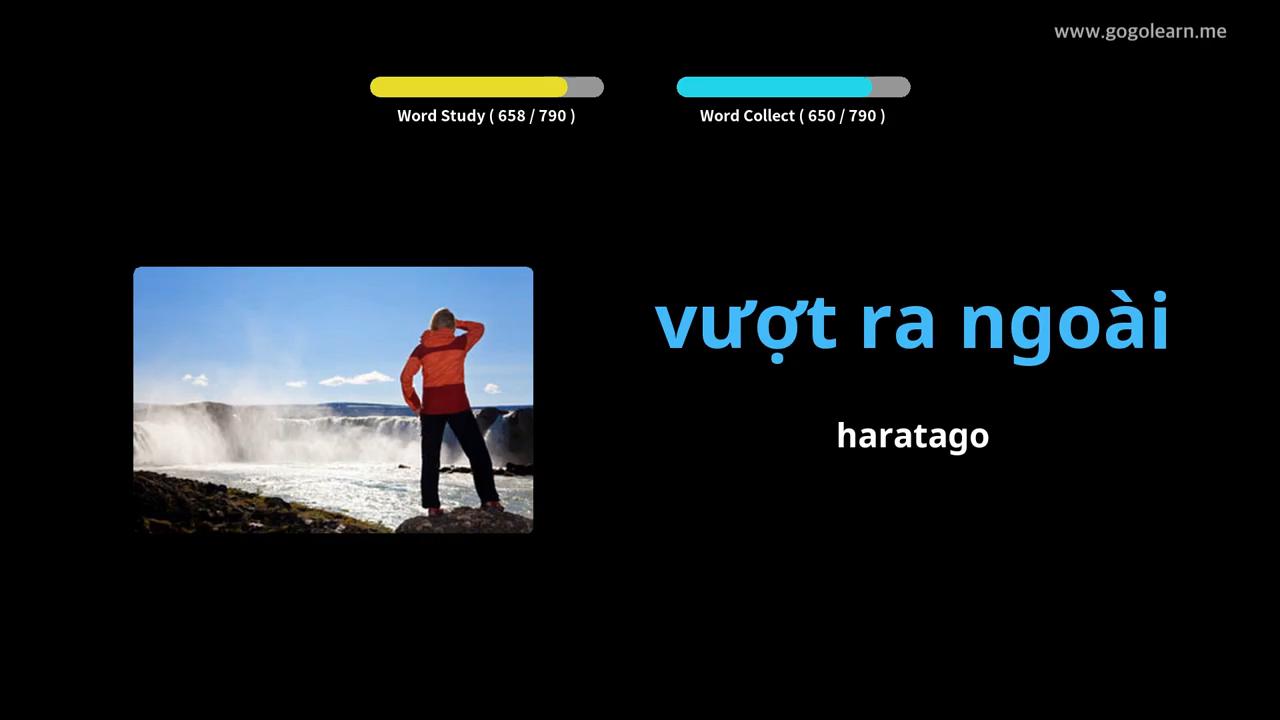 www.gogolearn.me
Word Study ( 658 / 790 )
Word Collect ( 650 / 790 )
vượt ra ngoài
haratago